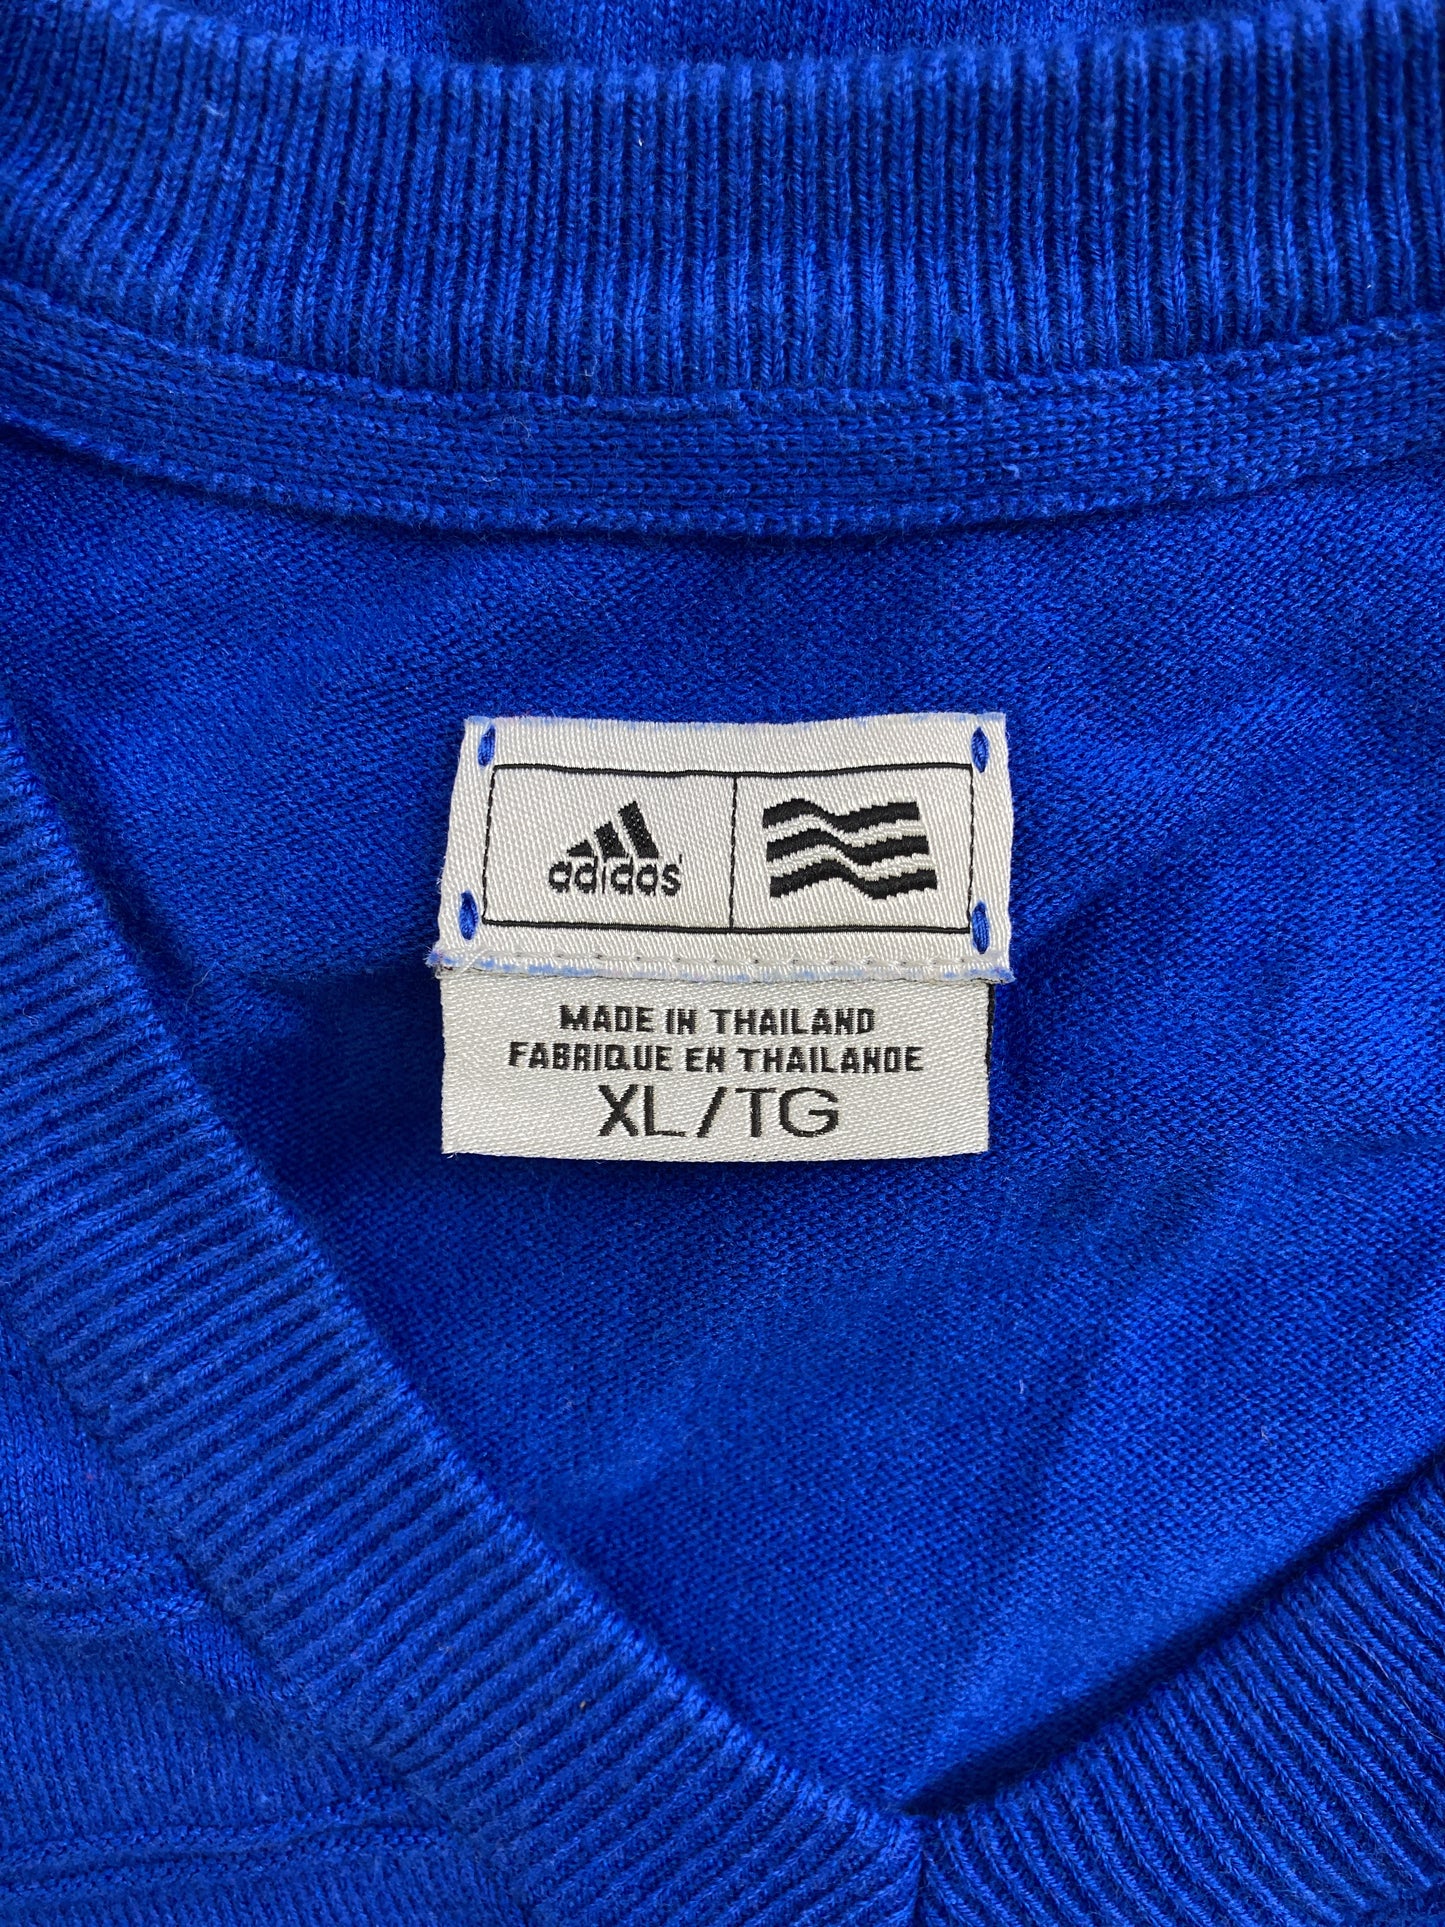 adidas
MADE IN THAILAND
FABRIQUE EN THAILANDE
XL/TG